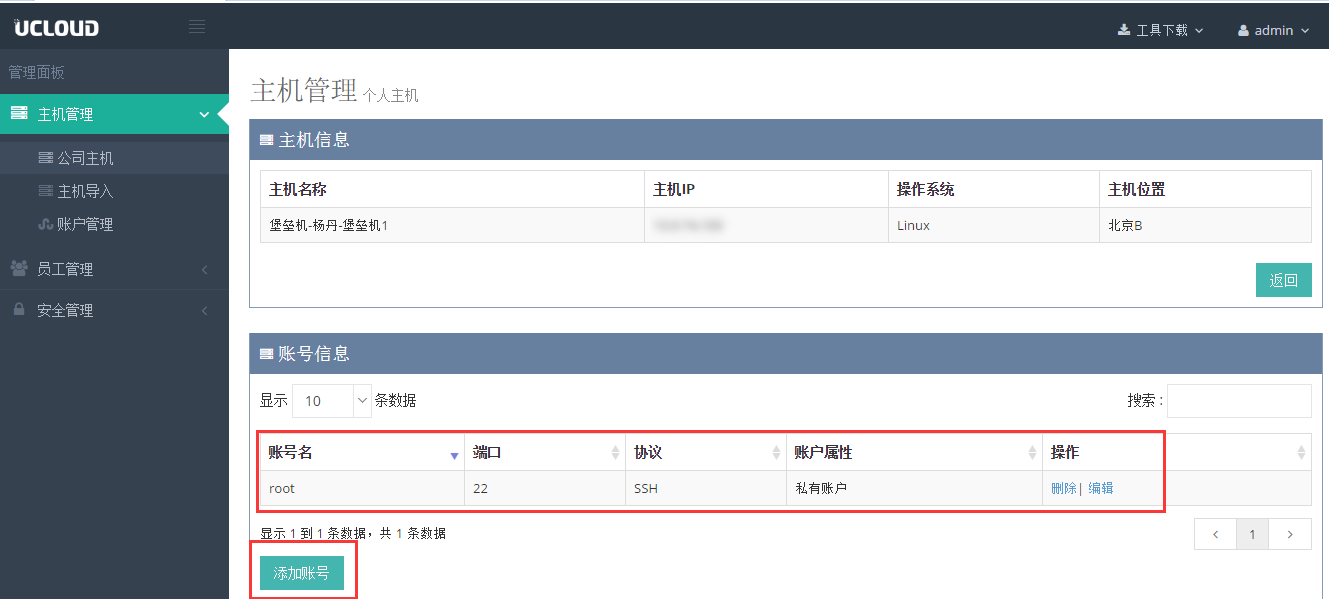 UCLOUD
工具下载
admin
管理面板
主机管理
公司主机
主机导入
账户管理
员工管理
安全管理
主机管理 个人主机
主机信息
主机名称 主机IP 操作系统 主机位置
堡垒机-杨丹-堡垒机1 Linux 北京B
返回
账号信息
显示 10 条数据 搜索：
账号名 端口 协议 账户属性 操作
root 22 SSH 私有账户 删除| 编辑
显示 1 到 1 条数据，共 1 条数据
1
添加账号